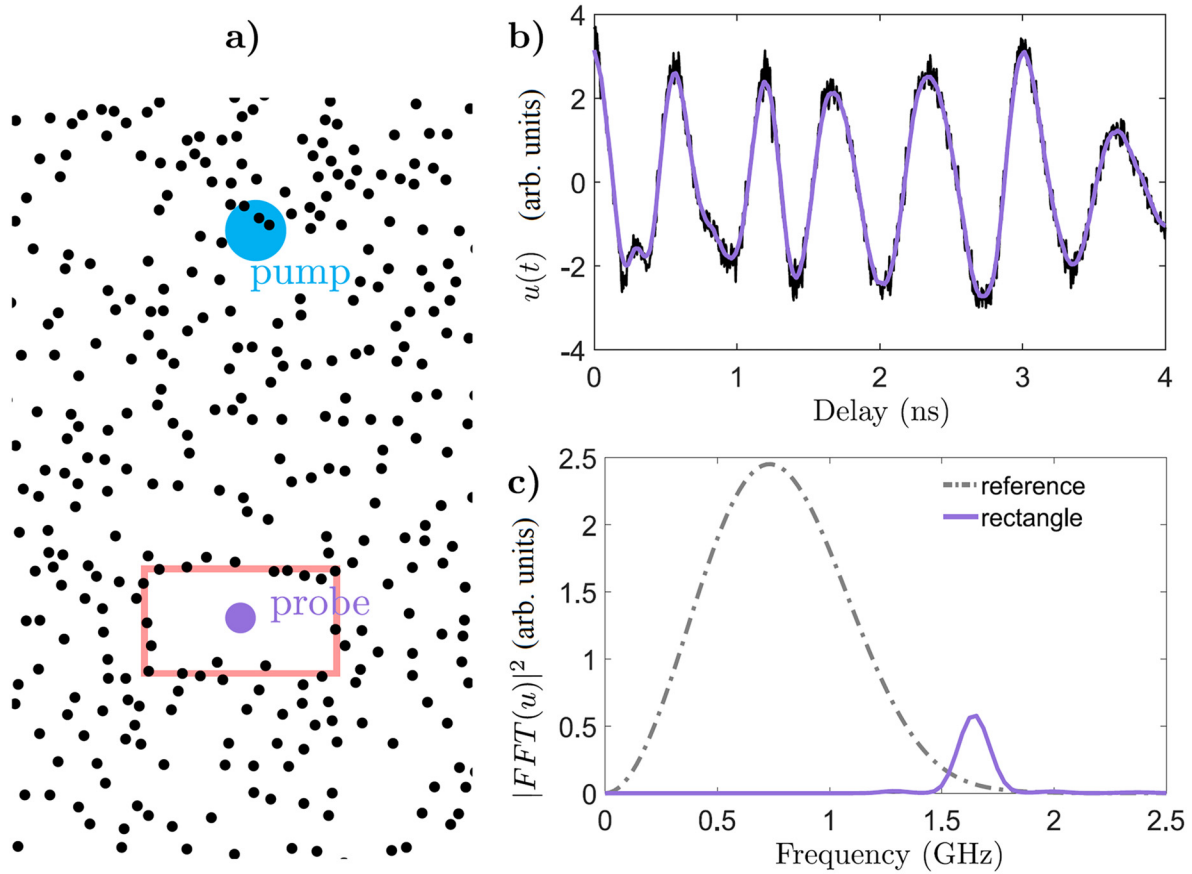 a)
pump
probe
b)
4
2
0
-2
-4
u(t) (arb. units)
0 1 2 3 4
Delay (ns)
c)
2.5
2
1.5
1
0.5
0
|FFT(u)|² (arb. units)
reference
rectangle
0 0.5 1 1.5 2 2.5
Frequency (GHz)